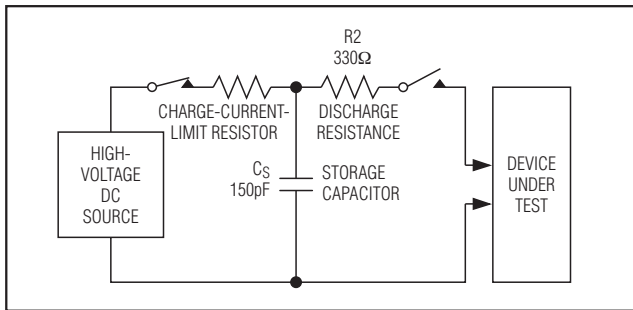 R2
330Ω
CHARGE-CURRENT-
LIMIT RESISTOR
DISCHARGE
RESISTANCE
HIGH-
VOLTAGE
DC
SOURCE
CS
150pF
STORAGE
CAPACITOR
DEVICE
UNDER
TEST